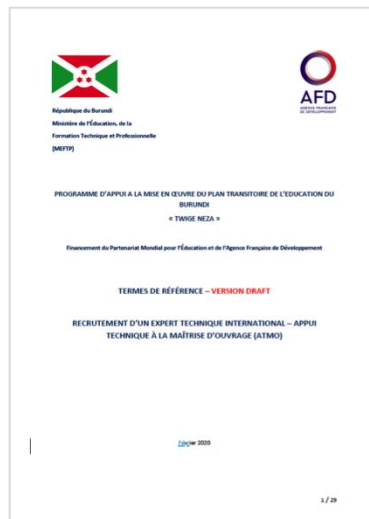 AFD
AGENCE FRANÇAISE
DE DÉVELOPPEMENT
République du Burundi
Ministère de l'Éducation, de la
Formation Technique et Professionnelle
(MEFTP)
PROGRAMME D'APPUI A LA MISE EN ŒUVRE DU PLAN TRANSITOIRE DE L'EDUCATION DU
BURUNDI
« TWIGE NEZA »
Financement du Partenariat Mondial pour l'Éducation et de l'Agence Française de Développement
TERMES DE RÉFÉRENCE – VERSION DRAFT
RECRUTEMENT D'UN EXPERT TECHNIQUE INTERNATIONAL – APPUI
TECHNIQUE À LA MAÎTRISE D'OUVRAGE (ATMO)
Février 2020
1 / 29